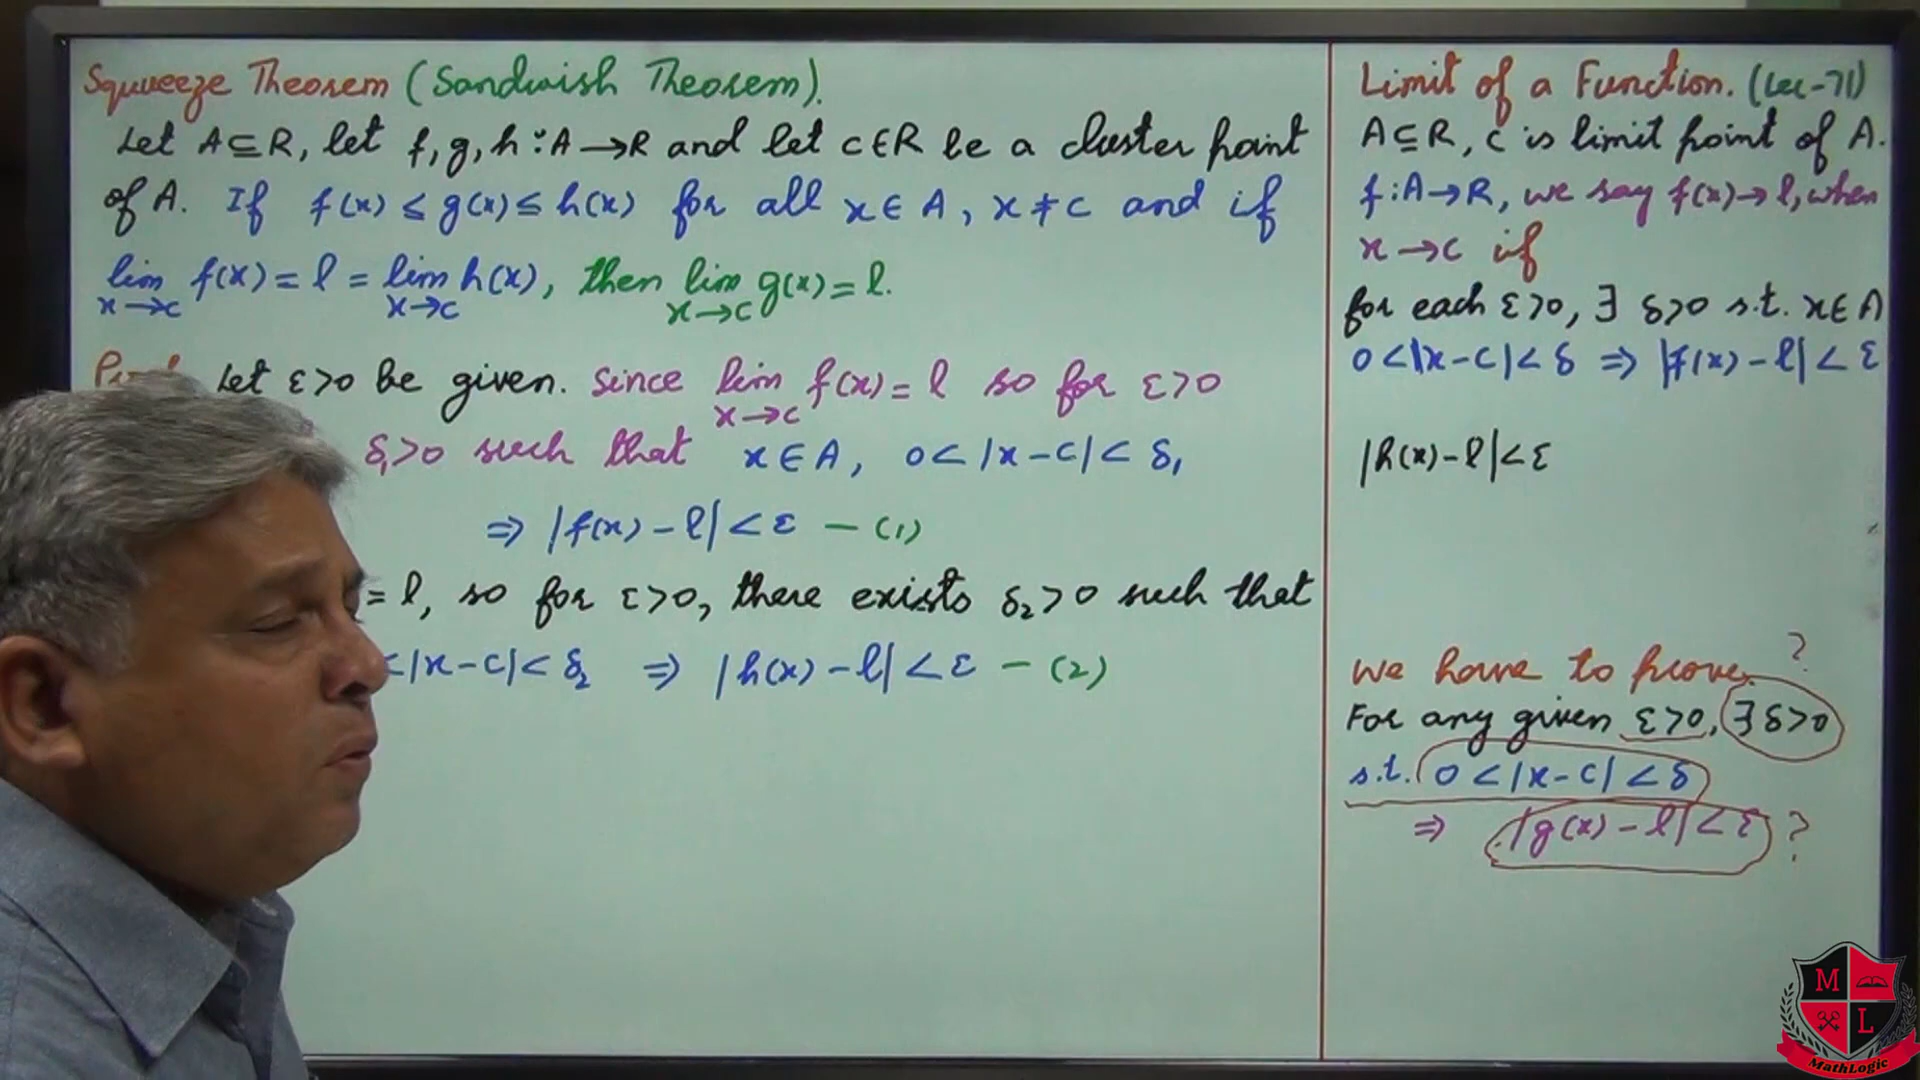 Squeeze Theorem (Sandwish Theorem).
Let A⊆R, let f, g, h : A→R and let c∈R be a cluster point
of A. If f(x) ≤ g(x) ≤ h(x) for all x∈A, x≠c and if
lim f(x) = l = lim h(x), then lim g(x) = l.
x→c x→c x→c
Let ε>0 be given. Since lim f(x) = l so for ε>0
x→c
δ₁>0 such that x∈A, 0<|x-c|<δ₁
⇒ |f(x)-l|<ε —(1)
= l, so for ε>0, there exists δ₂>0 such that
<|x-c|<δ₂ ⇒ |h(x)-l|<ε —(2)
Limit of a Function. (Lec-71)
A⊆R, c is limit point of A.
f:A→R, we say f(x)→l, when
x→c if
for each ε>0, ∃ δ>0 s.t. x∈A
0<|x-c|<δ ⇒ |f(x)-l|<ε
|h(x)-l|<ε
?
We have to prove
For any given ε>0, ∃ δ>0
s.t. 0<|x-c|<δ
⇒ |g(x)-l|<ε ?
M
L
MathLogic